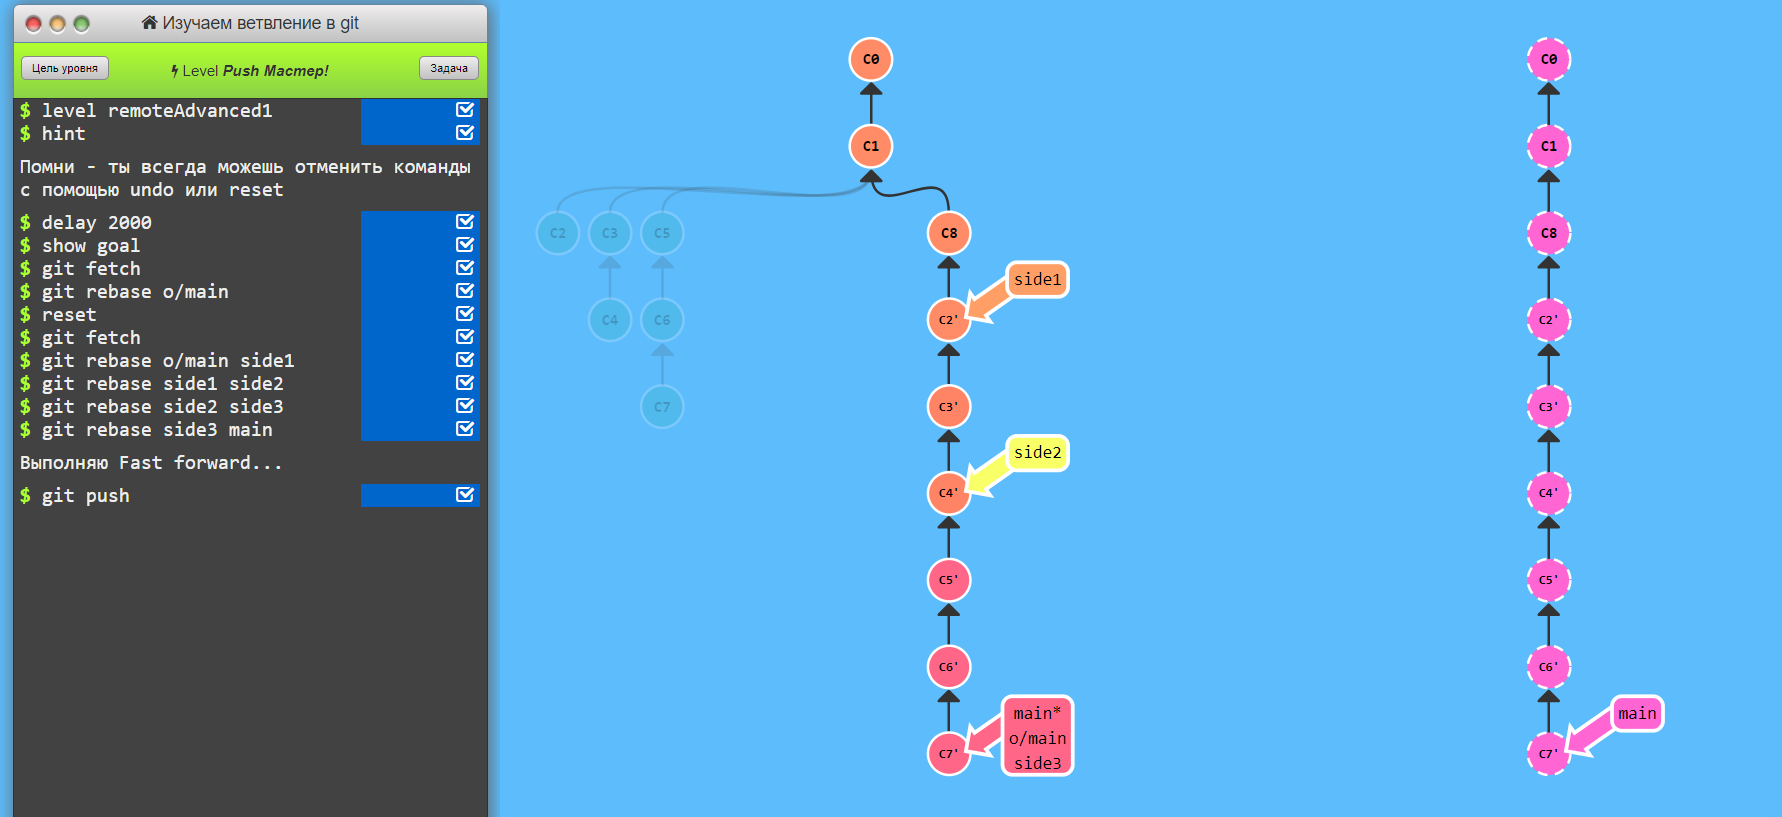 Изучаем ветвление в git
Цель уровня
Level Push Мастер!
Задача
$ level remoteAdvanced1
$ hint
Помни - ты всегда можешь отменить команды
с помощью undo или reset
$ delay 2000
$ show goal
$ git fetch
$ git rebase o/main
$ reset
$ git fetch
$ git rebase o/main side1
$ git rebase side1 side2
$ git rebase side2 side3
$ git rebase side3 main
Выполняю Fast forward...
$ git push
C0
C1
C2
C3
C5
C8
side1
C4
C6
C2'
C7
C3'
side2
C4'
C5'
C6'
main*
o/main
side3
C7'
C0
C1
C8
C2'
C3'
C4'
C5'
C6'
main
C7'